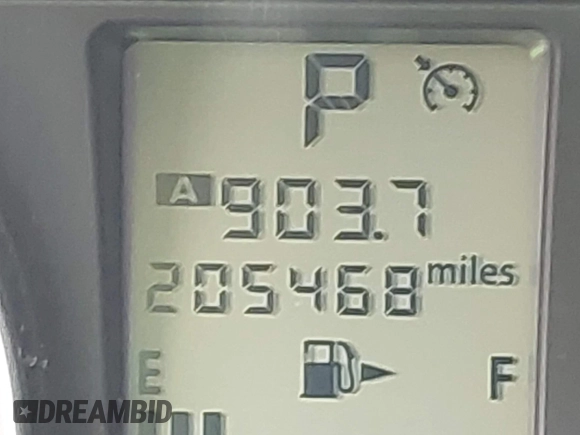 P
A 903.7
205468 miles
E F
DREAMBID